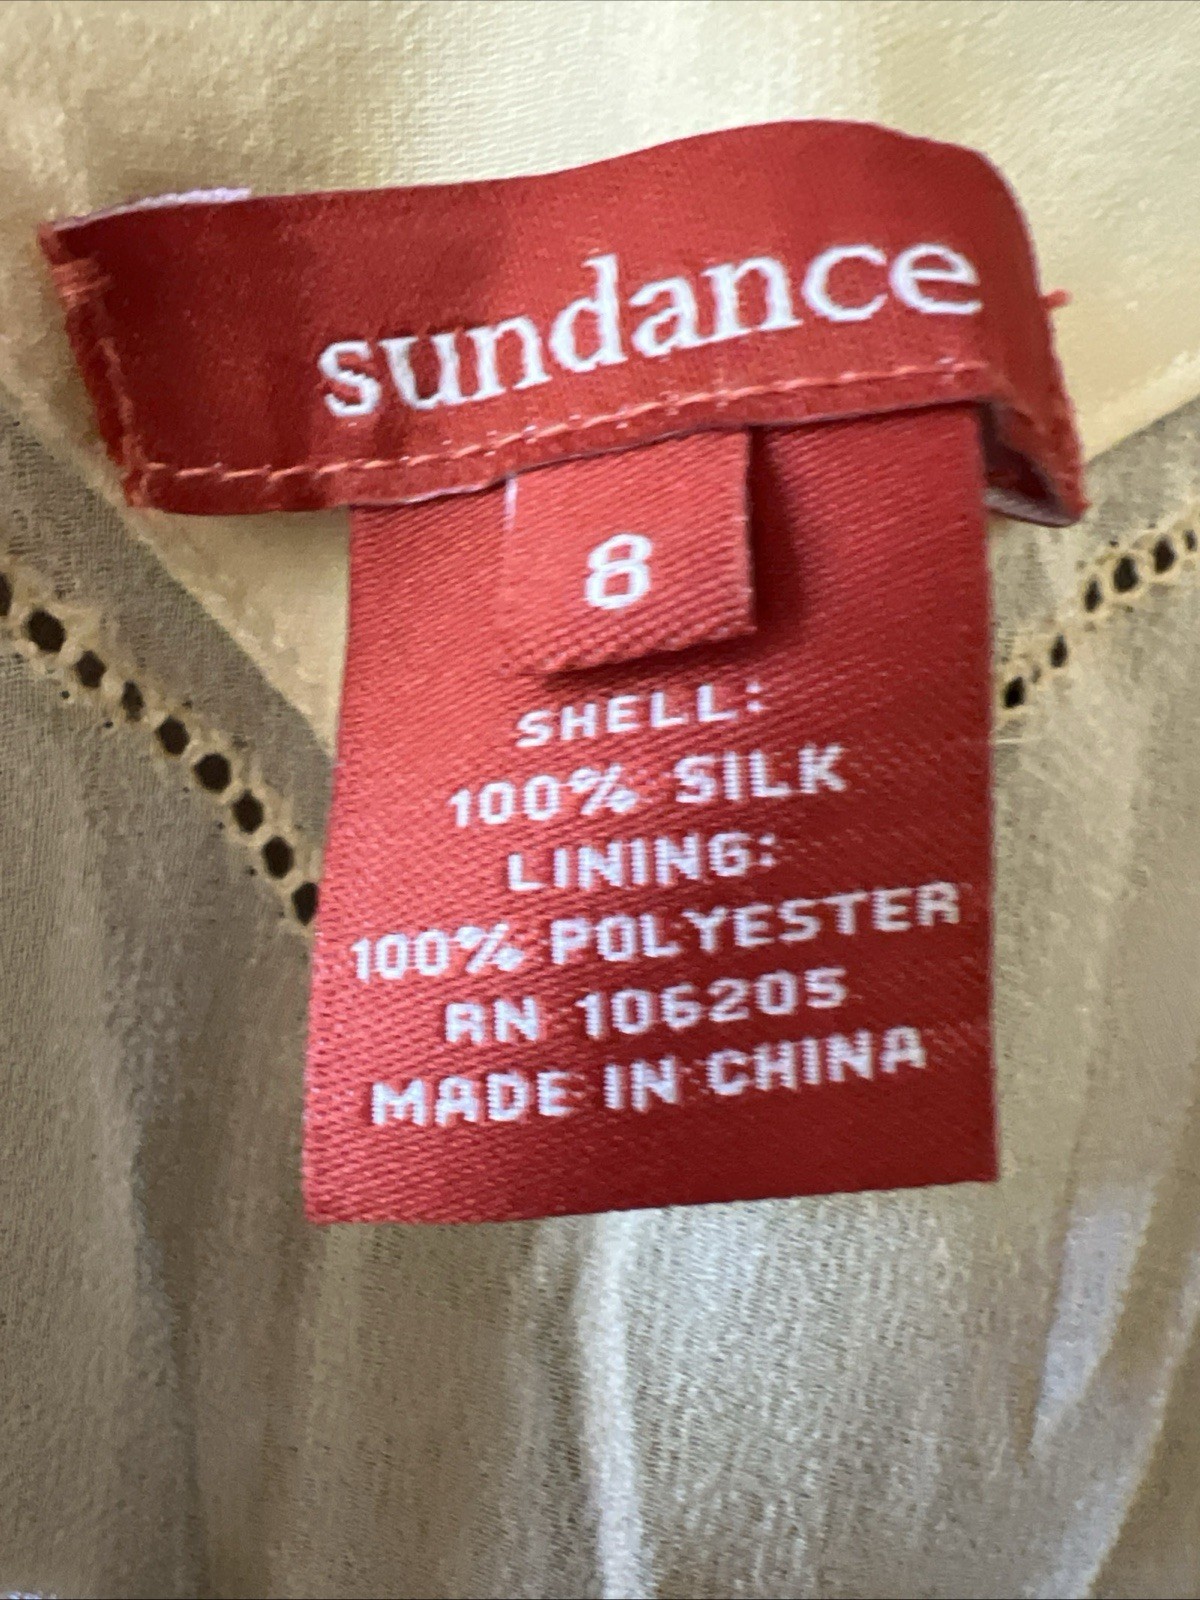 sundance
8
SHELL:
100% SILK
LINING:
100% POLYESTER
RN 106205
MADE IN CHINA